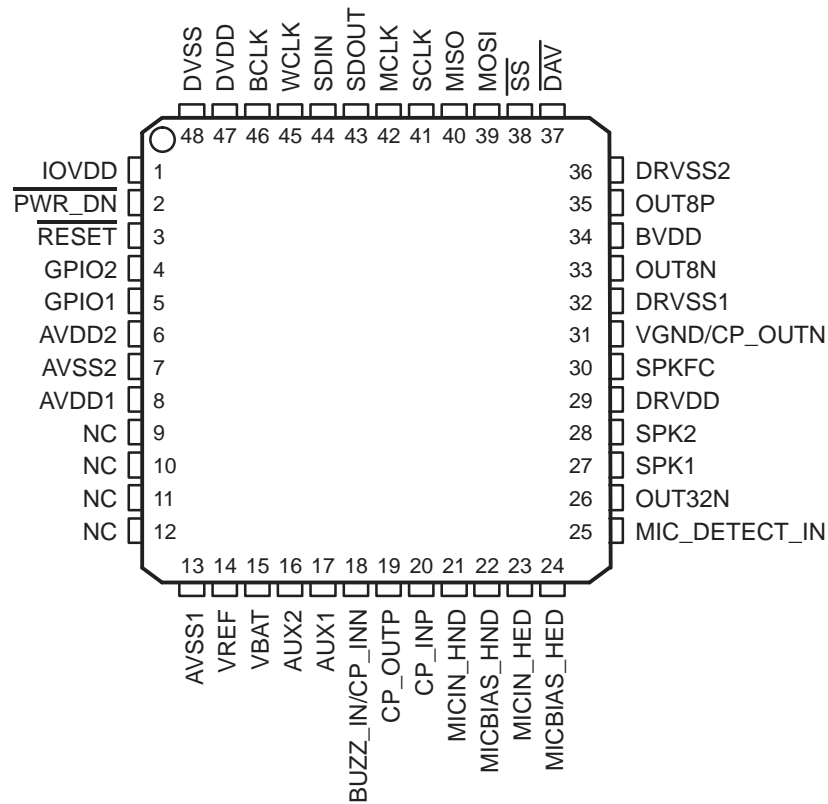 DVSS
DVDD
BCLK
WCLK
SDIN
SDOUT
MCLK
SCLK
MISO
MOSI
SS
DAV
48 47 46 45 44 43 42 41 40 39 38 37
IOVDD 1
PWR_DN 2
RESET 3
GPIO2 4
GPIO1 5
AVDD2 6
AVSS2 7
AVDD1 8
NC 9
NC 10
NC 11
NC 12
36 DRVSS2
35 OUT8P
34 BVDD
33 OUT8N
32 DRVSS1
31 VGND/CP_OUTN
30 SPKFC
29 DRVDD
28 SPK2
27 SPK1
26 OUT32N
25 MIC_DETECT_IN
13 14 15 16 17 18 19 20 21 22 23 24
AVSS1
VREF
VBAT
AUX2
AUX1
BUZZ_IN/CP_INN
CP_OUTP
CP_INP
MICIN_HND
MICBIAS_HND
MICIN_HED
MICBIAS_HED